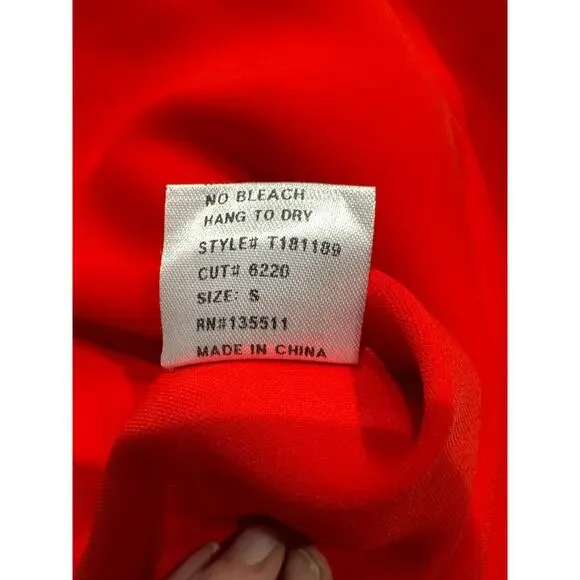 NO BLEACH
HANG TO DRY
STYLE# T181189
CUT# 6220
SIZE: S
RN#135511
MADE IN CHINA